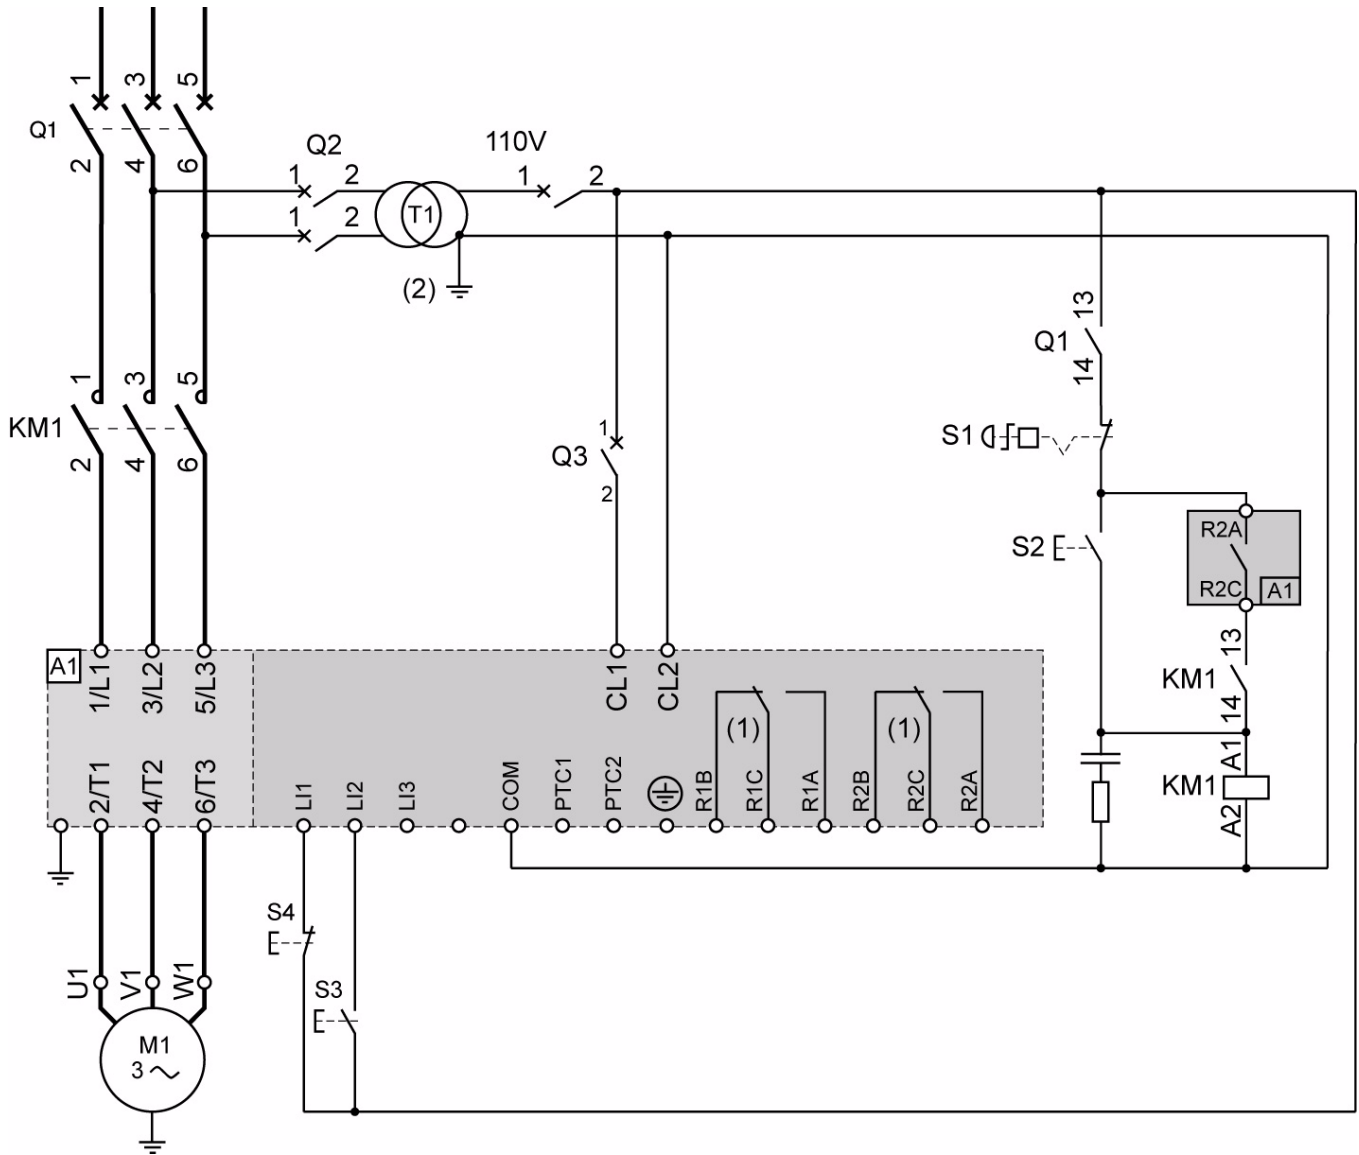 1 3 5
Q1
2 4 6
Q2
110V
1 2
1 2
1 2
T1
(2)
13
Q1
14
1 3 5
KM1
2 4 6
1
Q3
2
S1
S2
R2A
R2C A1
13
KM1
14
A1
KM1
A2
A1
1/L1 3/L2 5/L3
CL1 CL2
(1) (1)
2/T1 4/T2 6/T3
LI1 LI2 LI3 COM PTC1 PTC2 R1B R1C R1A R2B R2C R2A
S4
S3
U1 V1 W1
M1
3